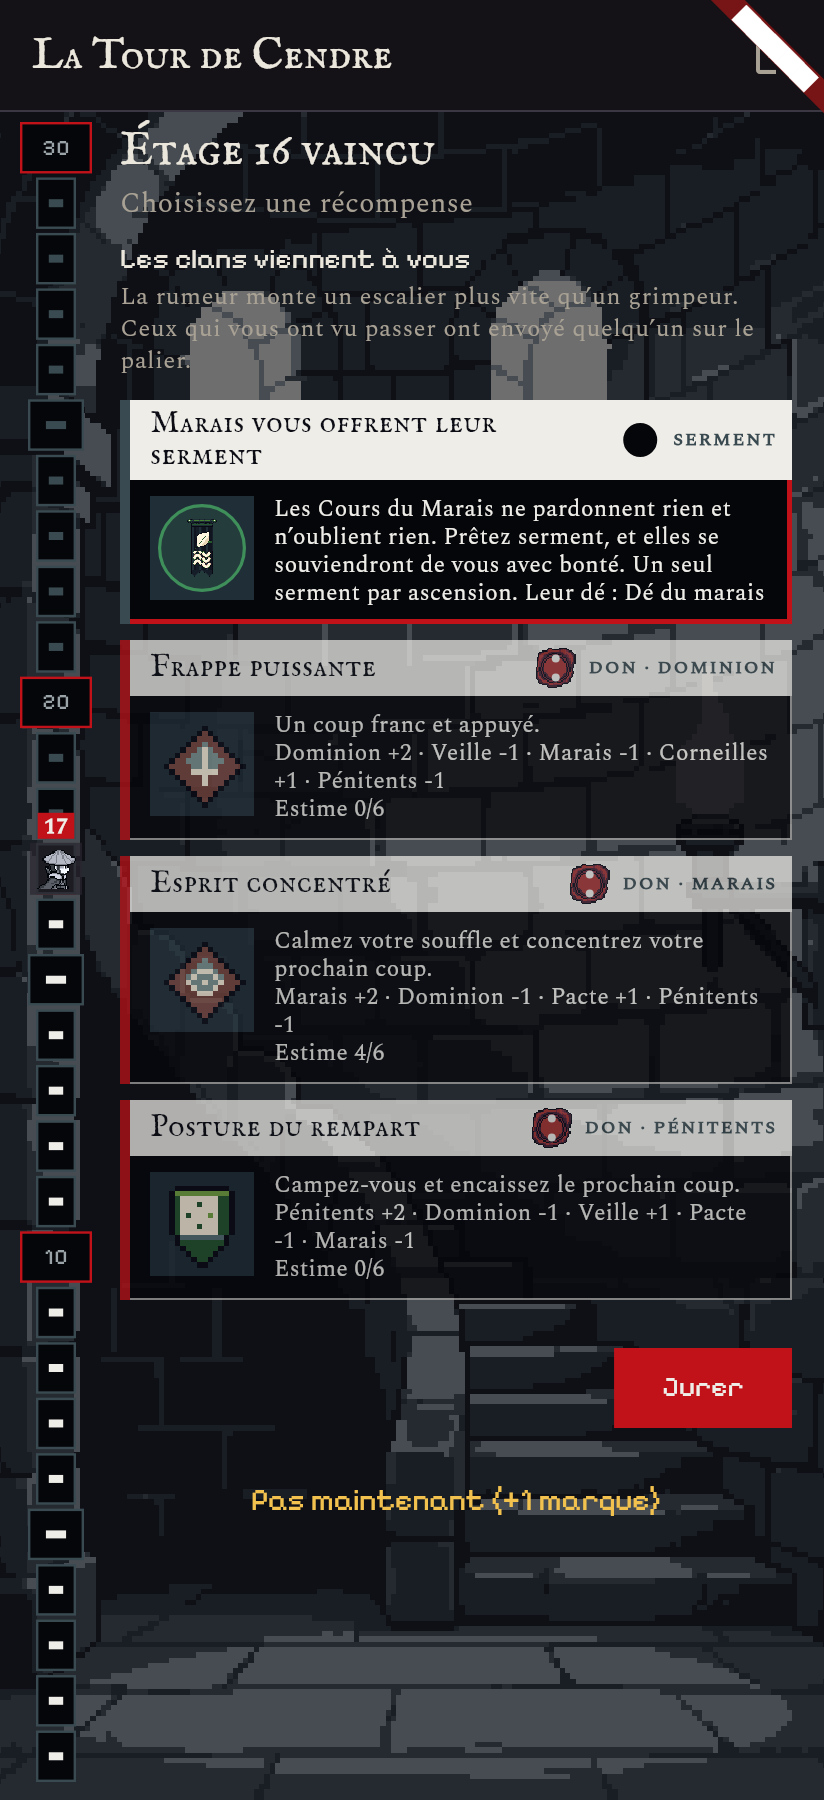 La Tour de Cendre
30
Étage 16 vaincu
Choisissez une récompense
Les clans viennent à vous
La rumeur monte un escalier plus vite qu’un grimpeur.
Ceux qui vous ont vu passer ont envoyé quelqu’un sur le
palier.
Marais vous offrent leur
serment
SERMENT
Les Cours du Marais ne pardonnent rien et
n’oublient rien. Prêtez serment, et elles se
souviendront de vous avec bonté. Un seul
serment par ascension. Leur dé : Dé du marais
Frappe puissante
DON · DOMINION
20
Un coup franc et appuyé.
Dominion +2 · Veille -1 · Marais -1 · Corneilles
+1 · Pénitents -1
Estime 0/6
17
Esprit concentré
DON · MARAIS
Calmez votre souffle et concentrez votre
prochain coup.
Marais +2 · Dominion -1 · Pacte +1 · Pénitents
-1
Estime 4/6
Posture du rempart
DON · PÉNITENTS
Campez-vous et encaissez le prochain coup.
Pénitents +2 · Dominion -1 · Veille +1 · Pacte
-1 · Marais -1
Estime 0/6
10
Jurer
Pas maintenant (+1 marque)